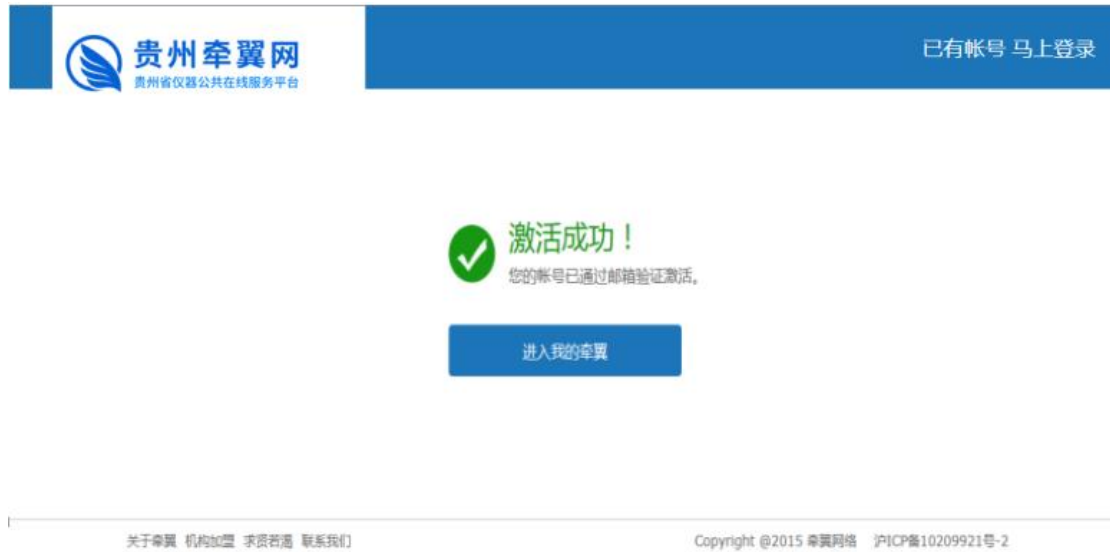 贵州牵翼网
贵州省仪器公共在线服务平台
已有帐号 马上登录
激活成功！
您的帐号已通过邮箱验证激活。
进入我的牵翼
关于牵翼 机构加盟 求贤若渴 联系我们
Copyright @2015 牵翼网络 沪ICP备10209921号-2